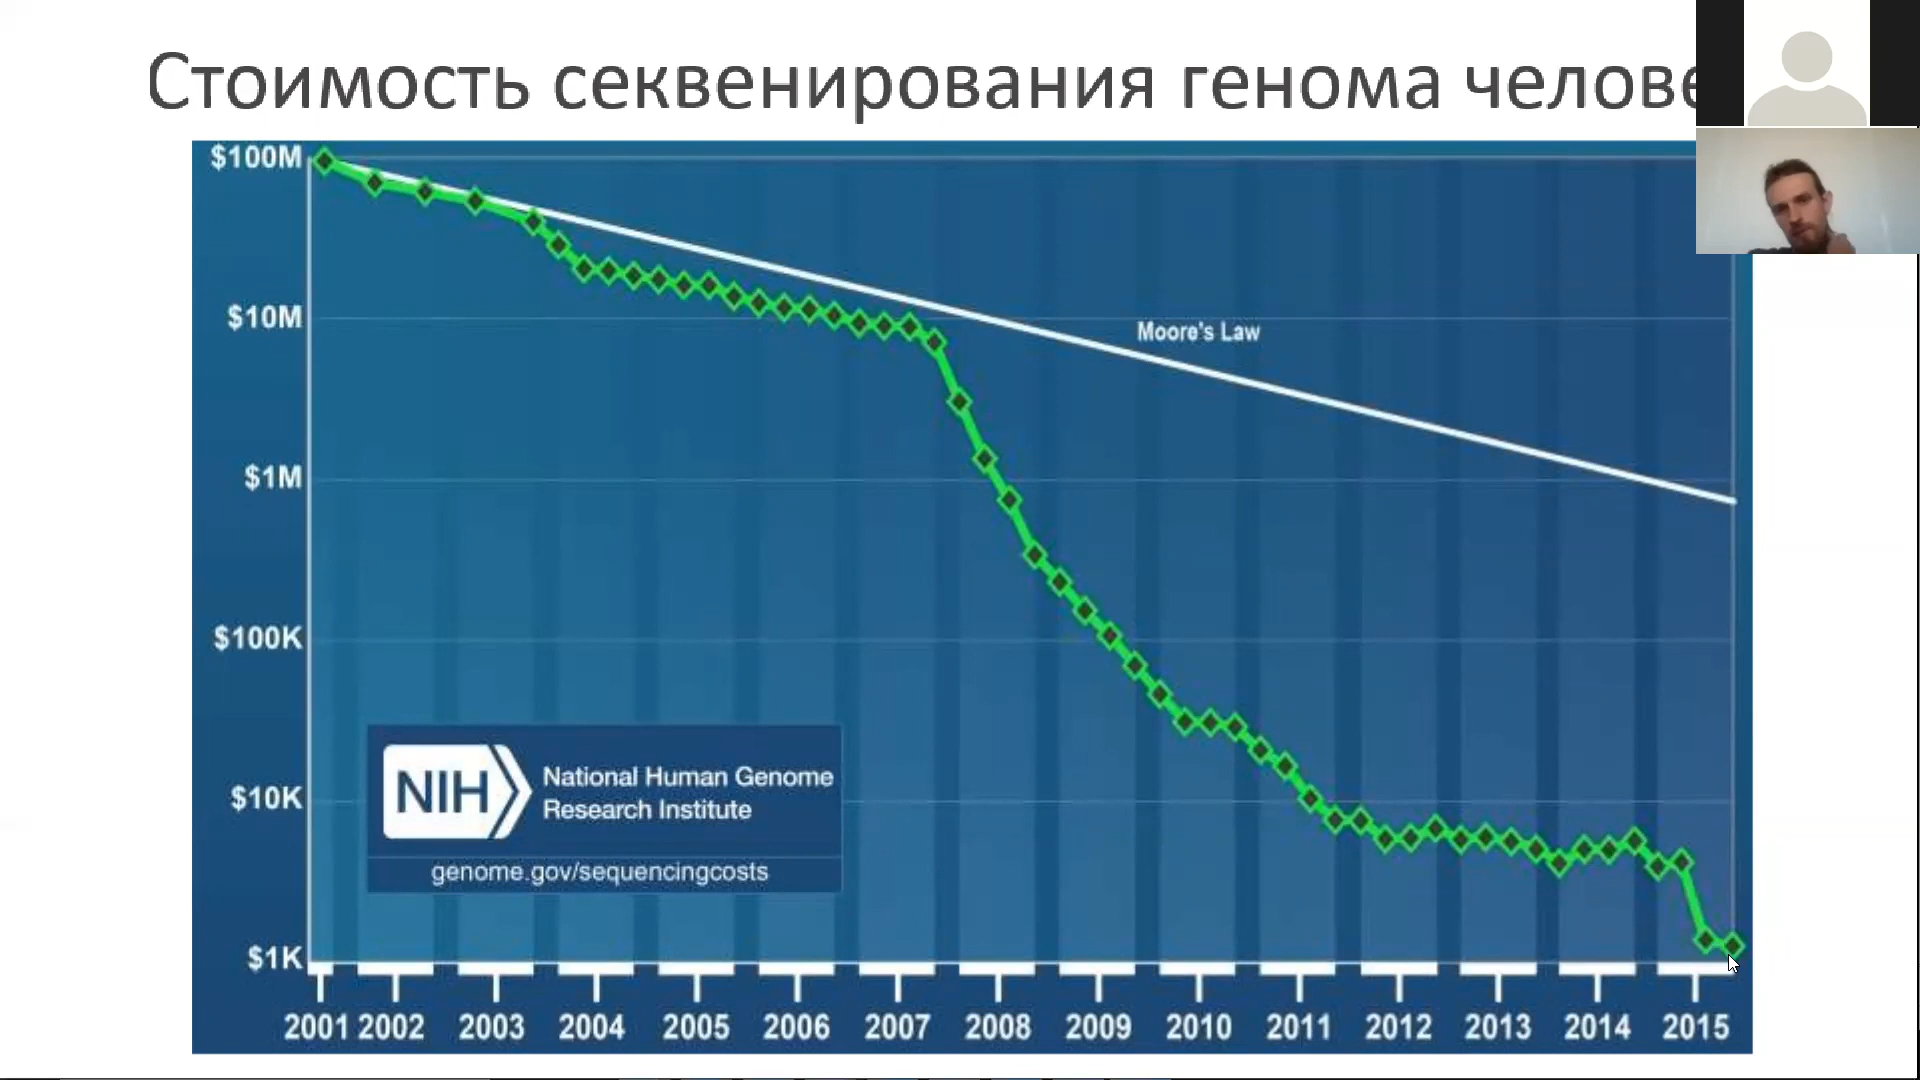 Стоимость секвенирования генома челове
$100M
$10M
Moore's Law
$1M
$100K
$10K
NIH
National Human Genome
Research Institute
genome.gov/sequencingcosts
$1K
2001 2002 2003 2004 2005 2006 2007 2008 2009 2010 2011 2012 2013 2014 2015